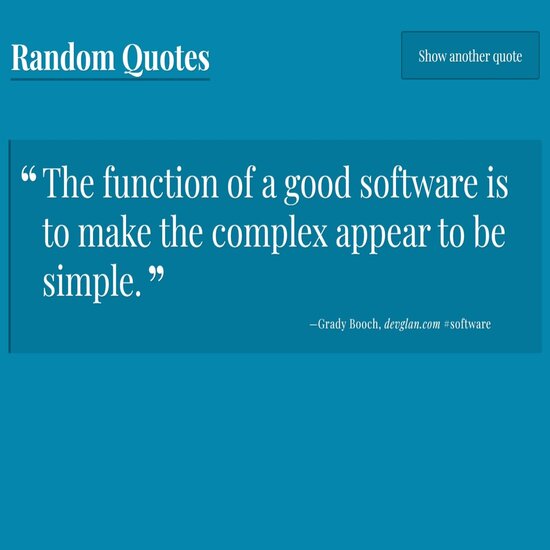 Random Quotes
Show another quote
“The function of a good software is
to make the complex appear to be
simple.”
—Grady Booch, devglan.com #software